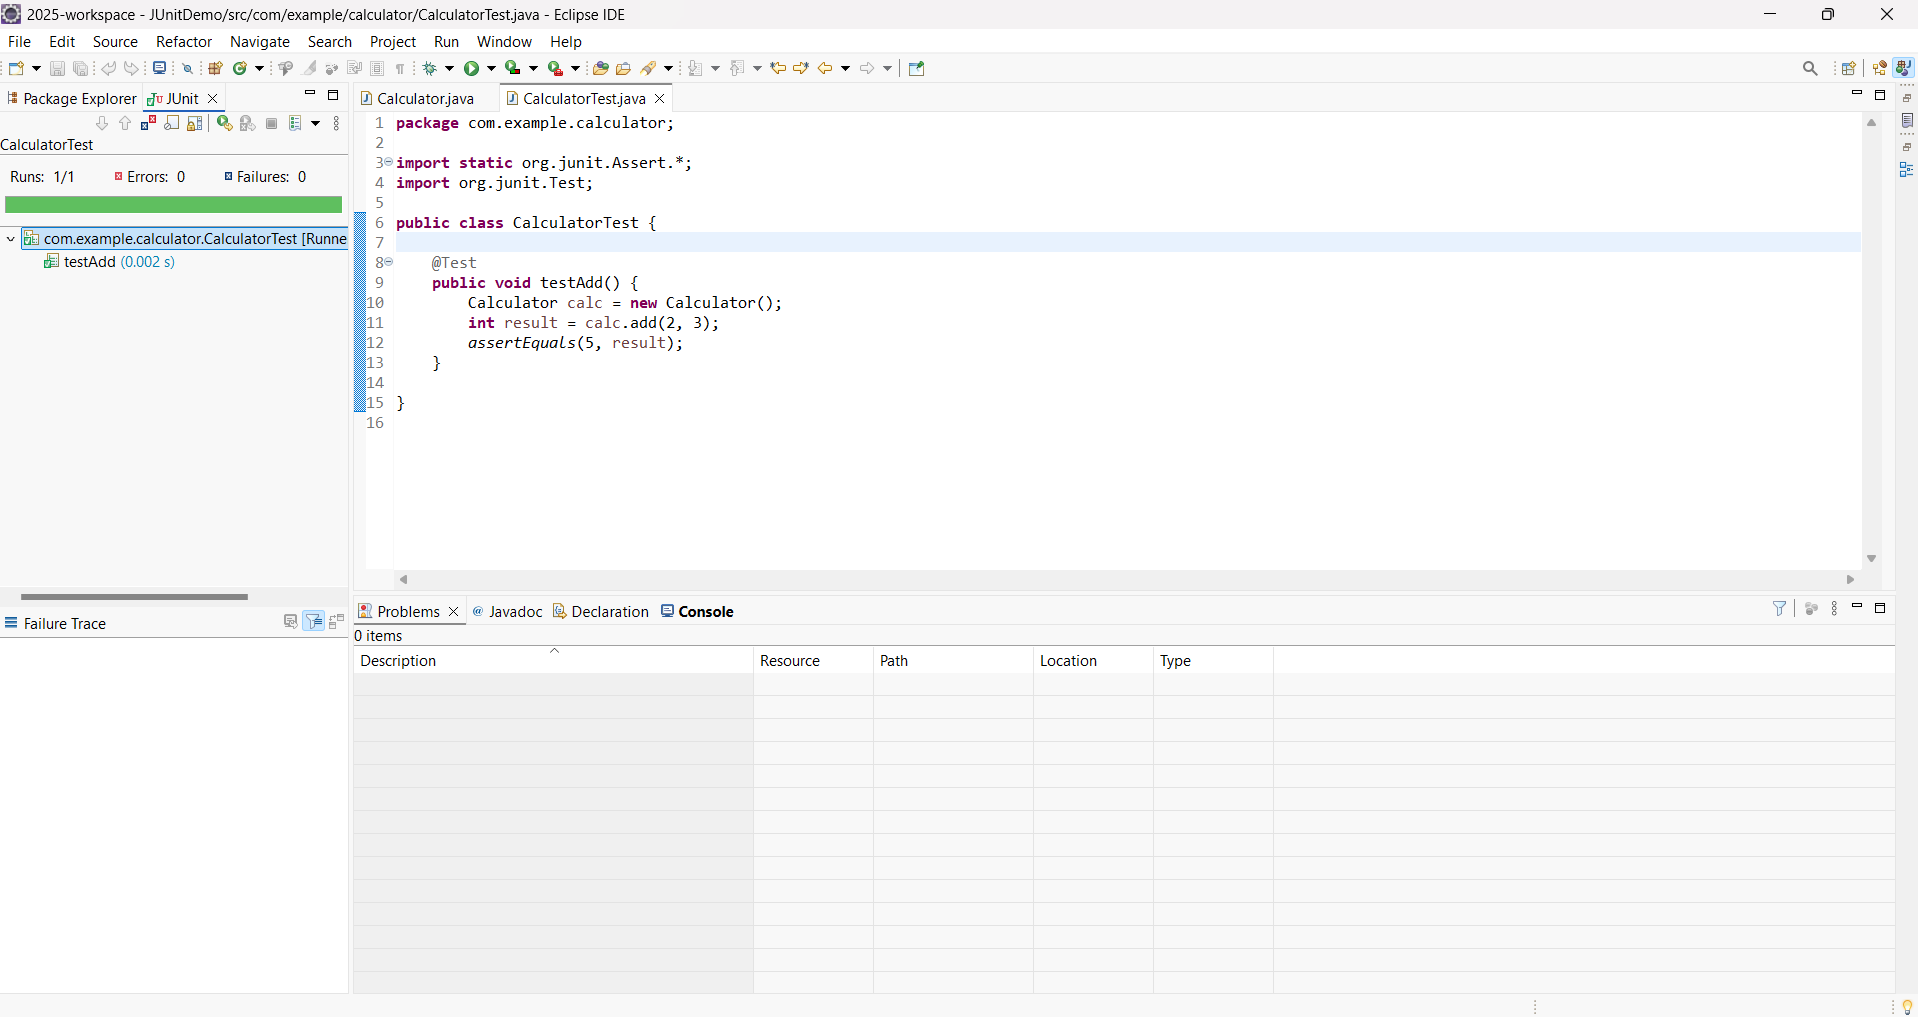 2025-workspace - JUnitDemo/src/com/example/calculator/CalculatorTest.java - Eclipse IDE
File Edit Source Refactor Navigate Search Project Run Window Help
Package Explorer JUnit
CalculatorTest
Runs: 1/1 Errors: 0 Failures: 0
com.example.calculator.CalculatorTest [Runne
testAdd (0.002 s)
Failure Trace
Calculator.java CalculatorTest.java
1 package com.example.calculator;
2
3 import static org.junit.Assert.*;
4 import org.junit.Test;
5
6 public class CalculatorTest {
7
8 @Test
9 public void testAdd() {
10 Calculator calc = new Calculator();
11 int result = calc.add(2, 3);
12 assertEquals(5, result);
13 }
14
15 }
16
Problems Javadoc Declaration Console
0 items
Description Resource Path Location Type